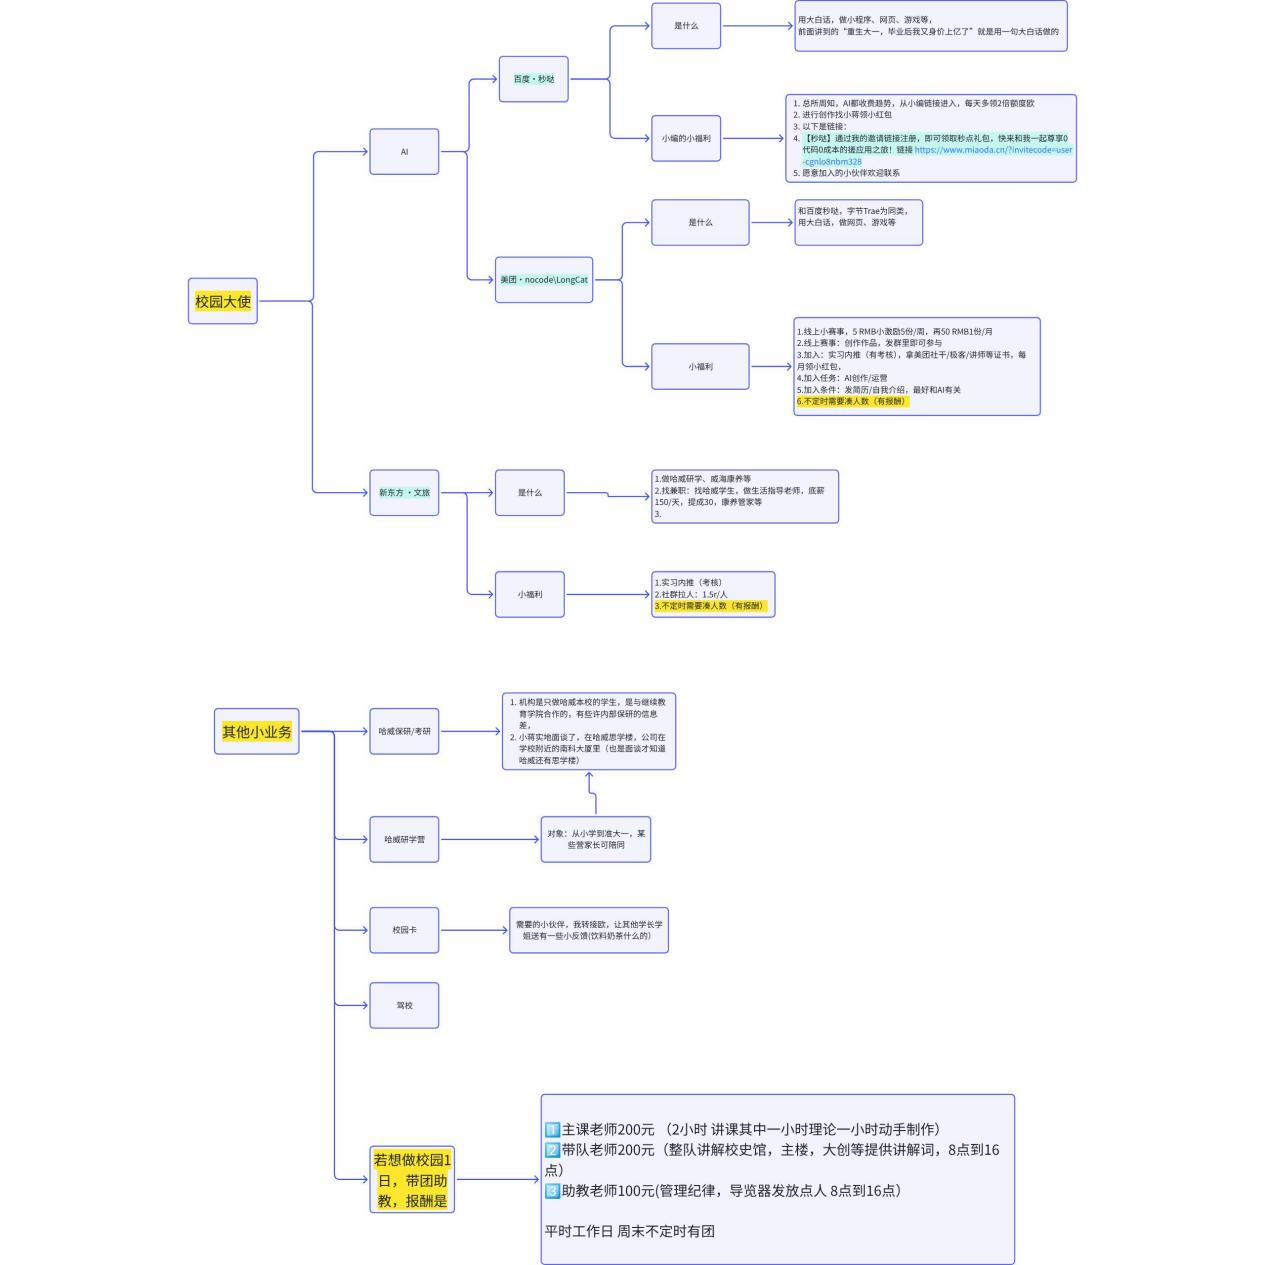 校园大使
AI
百度·秒哒
是什么
用大白话，做小程序、网页、游戏等，
前面讲到的“重生大一，毕业后我又身价上亿了”就是用一句大白话做的
小编的小福利
1. 总所周知，AI都收费趋势，从小编链接进入，每天多领2倍额度欧
2. 进行创作找小蒋领小红包
3. 以下是链接：
4. 【秒哒】通过我的邀请链接注册，即可领取秒点礼包，快来和我一起尊享0
代码0成本的搓应用之旅！链接 https://www.miaoda.cn/?invitecode=user
-cgnlo8nbm328
5. 愿意加入的小伙伴欢迎联系
美团·nocode\LongCat
是什么
和百度秒哒，字节Trae为同类，
用大白话，做网页、游戏等
小福利
1.线上小赛事，5 RMB小激励5份/周，再50 RMB1份/月
2.线上赛事：创作作品，发群里即可参与
3.加入：实习内推（有考核），拿美团社干/极客/讲师等证书，每
月领小红包，
4.加入任务：AI创作/运营
5.加入条件：发简历/自我介绍，最好和AI有关
6.不定时需要凑人数（有报酬）
新东方 ·文旅
是什么
1.做哈威研学、威海康养等
2.找兼职：找哈威学生，做生活指导老师，底薪
150/天，提成30，康养管家等
3.
小福利
1.实习内推（考核）
2.社群拉人：1.5r/人
3.不定时需要凑人数（有报酬）
其他小业务
哈威保研/考研
1. 机构是只做哈威本校的学生，是与继续教
育学院合作的，有些许内部保研的信息
差，
2. 小蒋实地面谈了，在哈威思学楼，公司在
学校附近的南科大厦里（也是面谈才知道
哈威还有思学楼）
哈威研学营
对象：从小学到准大一，某
些营家长可陪同
校园卡
需要的小伙伴，我转接欧，让其他学长学
姐送有一些小反馈(饮料奶茶什么的）
驾校
若想做校园1
日，带团助
教，报酬是
1️⃣主课老师200元 （2小时 讲课其中一小时理论一小时动手制作）
2️⃣带队老师200元（整队讲解校史馆，主楼，大创等提供讲解词，8点到16
点）
3️⃣助教老师100元(管理纪律，导览器发放点人 8点到16点）
平时工作日 周末不定时有团